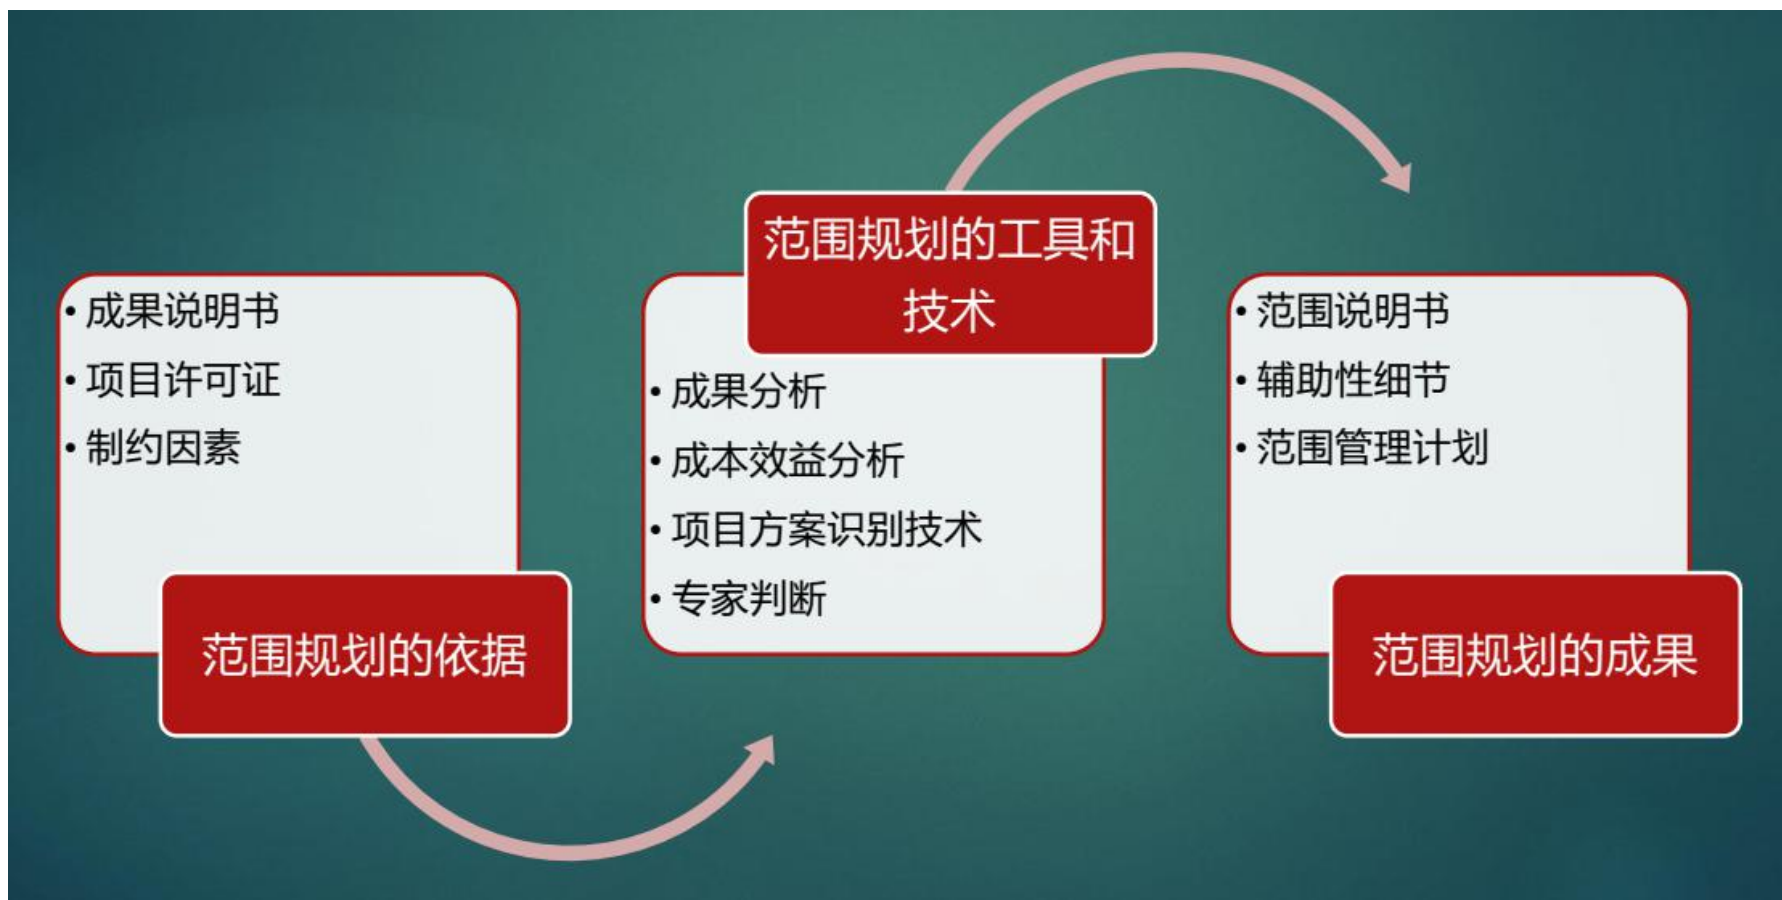 成果说明书
项目许可证
制约因素
范围规划的依据
范围规划的工具和
技术
成果分析
成本效益分析
项目方案识别技术
专家判断
范围说明书
辅助性细节
范围管理计划
范围规划的成果